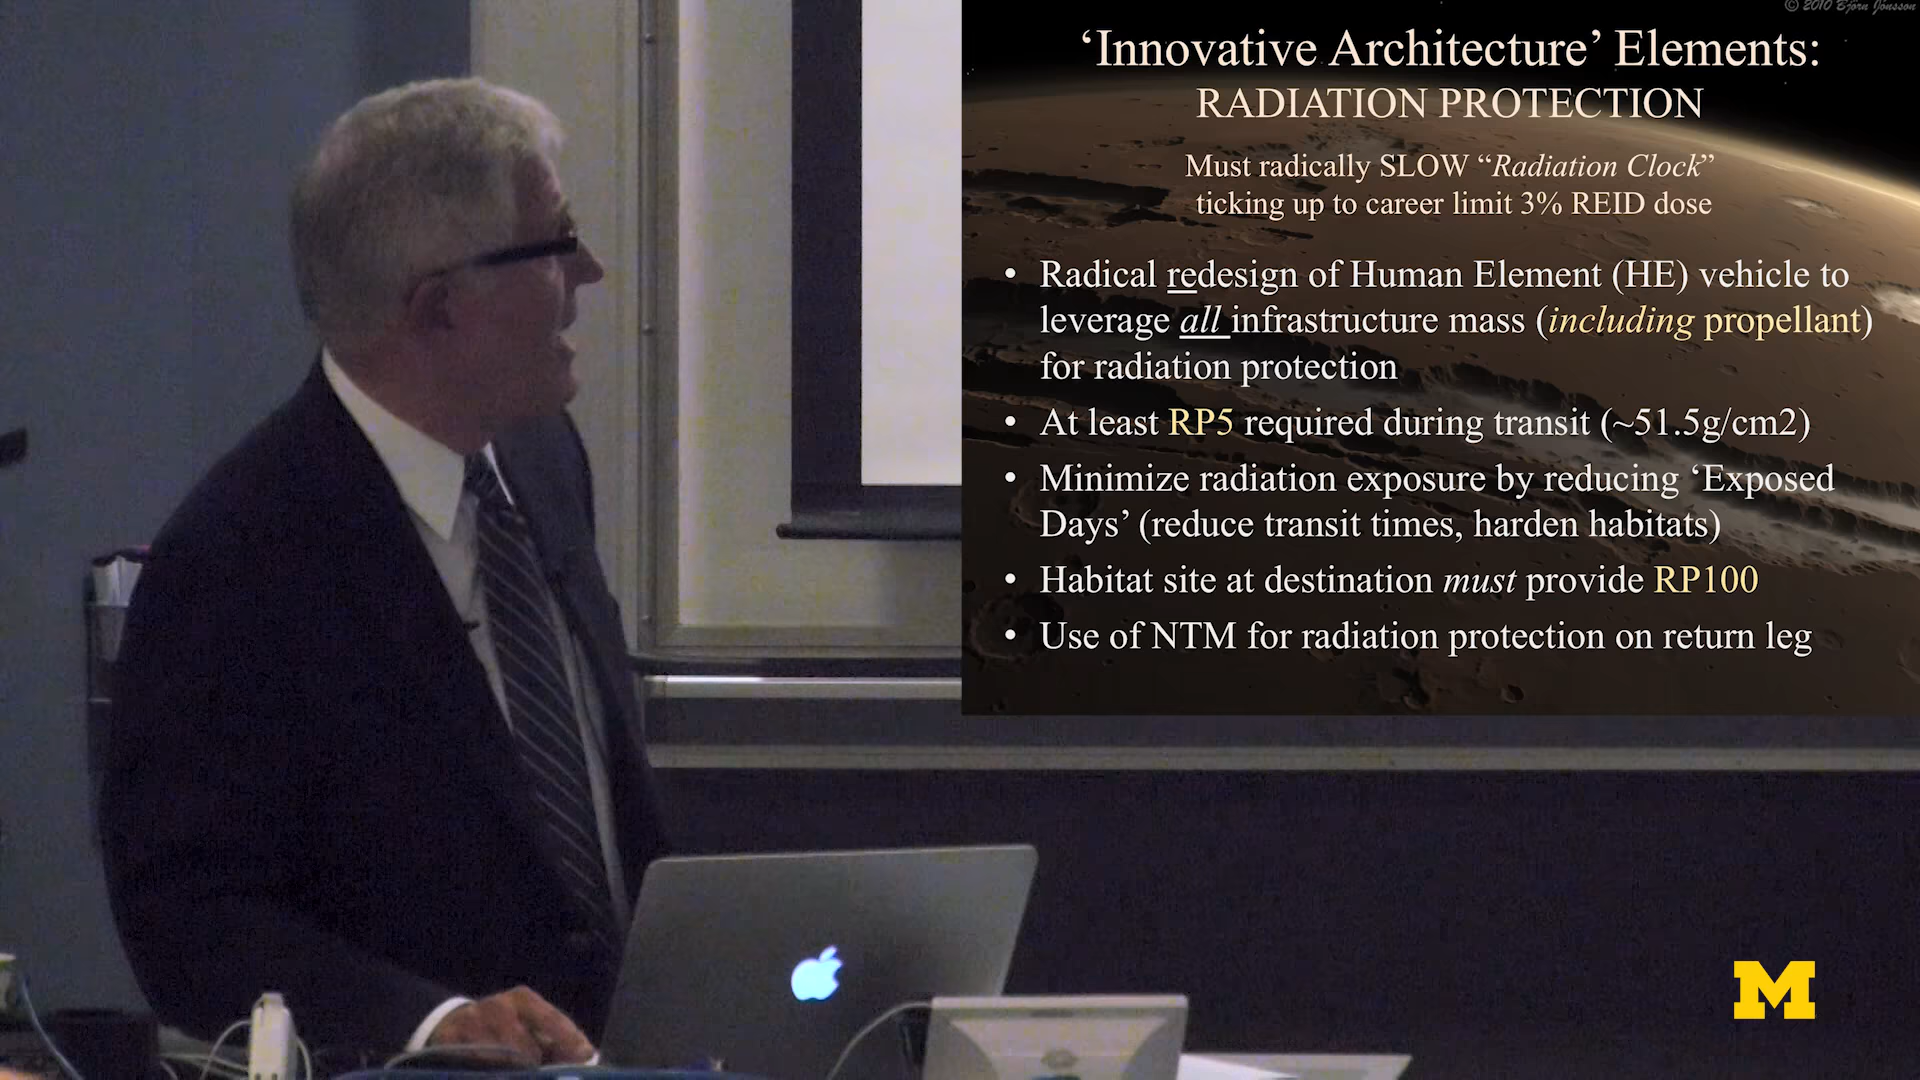 © 2010 Björn Jónsson
‘Innovative Architecture’ Elements:
RADIATION PROTECTION
Must radically SLOW “Radiation Clock”
ticking up to career limit 3% REID dose
• Radical redesign of Human Element (HE) vehicle to
leverage all infrastructure mass (including propellant)
for radiation protection
• At least RP5 required during transit (~51.5g/cm2)
• Minimize radiation exposure by reducing ‘Exposed
Days’ (reduce transit times, harden habitats)
• Habitat site at destination must provide RP100
• Use of NTM for radiation protection on return leg
M